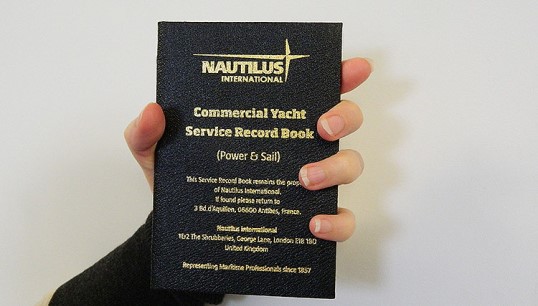 NAUTILUS
INTERNATIONAL
Commercial Yacht
Service Record Book
(Power & Sail)
This Service Record Book remains the
of Nautilus International.
If found please return to
3 Bd.d'Aquillon, 06600 Antibes, France.
Nautilus International
1&2 The Shrubberies, George Lane, London E18 1BD
United Kingdom
Representing Maritime Professionals since 1857